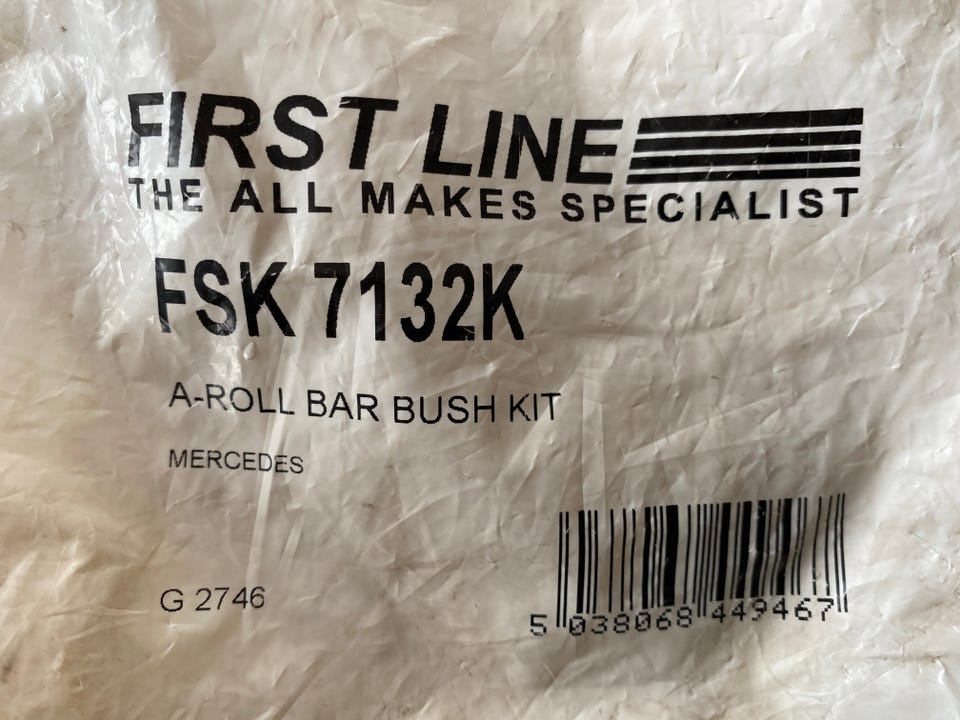 FIRST LINE
THE ALL MAKES SPECIALIST
FSK 7132K
A-ROLL BAR BUSH KIT
MERCEDES
G 2746
5 038068 449467